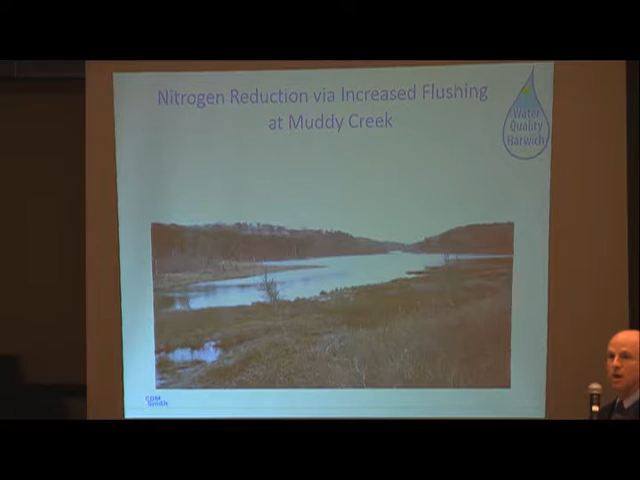 Nitrogen Reduction via Increased Flushing
at Muddy Creek
Water
Quality
Harwich
CDM
Smith